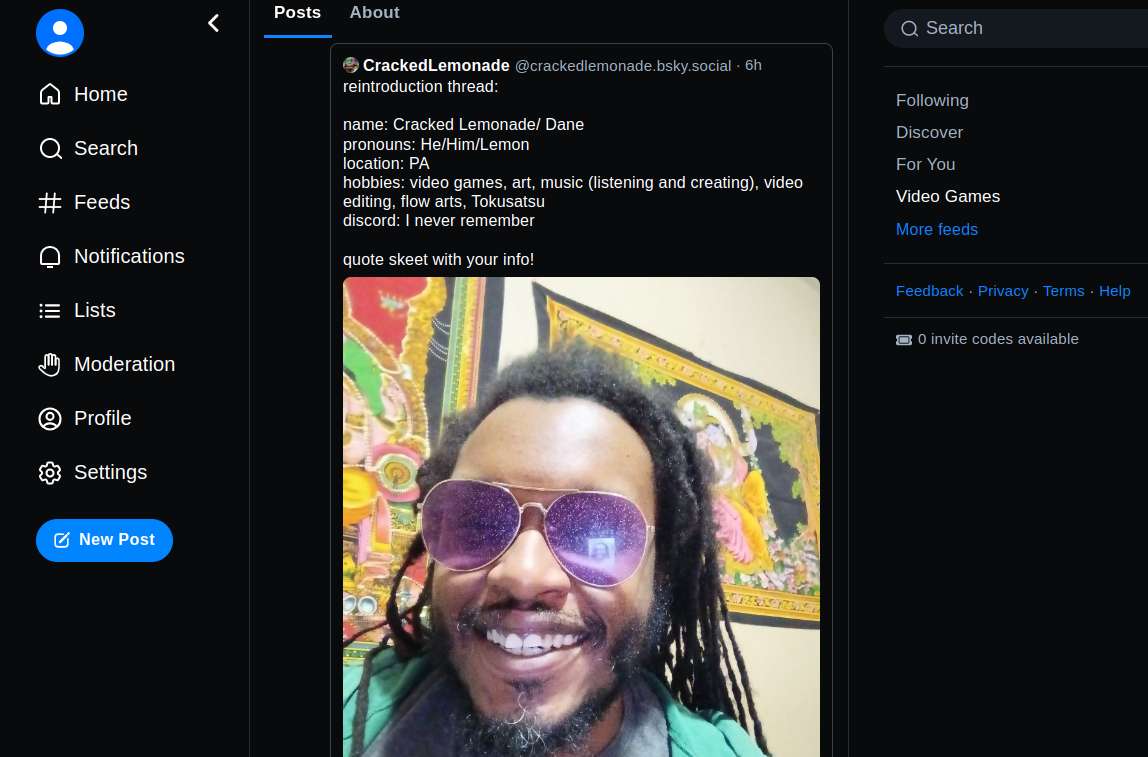 Home
Search
Feeds
Notifications
Lists
Moderation
Profile
Settings
New Post
Posts About
CrackedLemonade @crackedlemonade.bsky.social · 6h
reintroduction thread:
name: Cracked Lemonade/ Dane
pronouns: He/Him/Lemon
location: PA
hobbies: video games, art, music (listening and creating), video
editing, flow arts, Tokusatsu
discord: I never remember
quote skeet with your info!
Search
Following
Discover
For You
Video Games
More feeds
Feedback · Privacy · Terms · Help
0 invite codes available